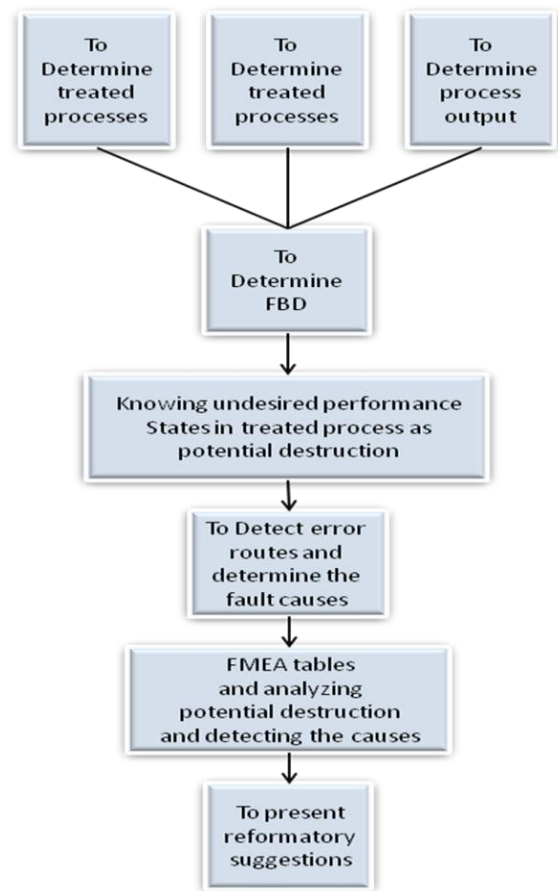 To
Determine
treated
processes
To
Determine
treated
processes
To
Determine
process
output
To
Determine
FBD
Knowing undesired performance
States in treated process as
potential destruction
To Detect error
routes and
determine the
fault causes
FMEA tables
and analyzing
potential destruction
and detecting the causes
To present
reformatory
suggestions